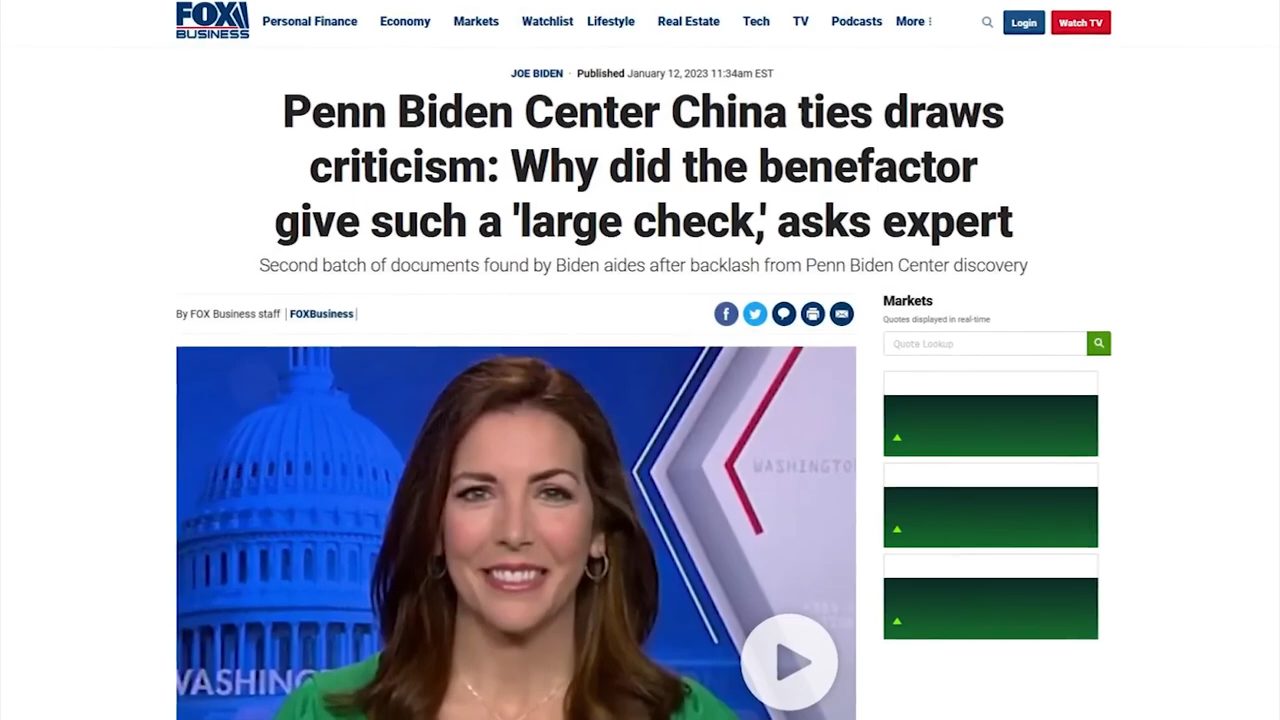 FOX
BUSINESS
Personal Finance Economy Markets Watchlist Lifestyle Real Estate Tech TV Podcasts More
Login
Watch TV
JOE BIDEN · Published January 12, 2023 11:34am EST
Penn Biden Center China ties draws
criticism: Why did the benefactor
give such a 'large check,' asks expert
Second batch of documents found by Biden aides after backlash from Penn Biden Center discovery
By FOX Business staff | FOXBusiness |
Markets
Quotes displayed in real-time
Quote Lookup
WASHINGTO
WASHING